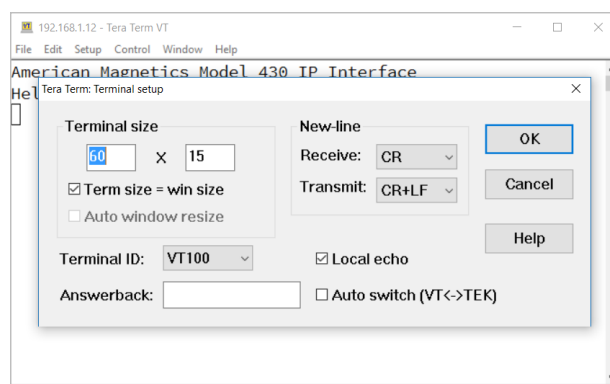 192.168.1.12 - Tera Term VT
File Edit Setup Control Window Help
American Magnetics Model 430 IP Interface
Hel
Tera Term: Terminal setup
Terminal size
60 X 15
Term size = win size
Auto window resize
New-line
Receive: CR
Transmit: CR+LF
OK
Cancel
Help
Terminal ID: VT100
Local echo
Answerback:
Auto switch (VT<->TEK)